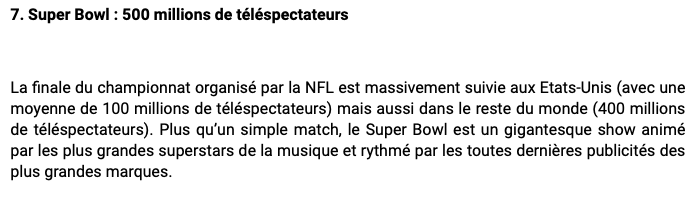 7. Super Bowl : 500 millions de téléspectateurs
La finale du championnat organisé par la NFL est massivement suivie aux Etats-Unis (avec une
moyenne de 100 millions de téléspectateurs) mais aussi dans le reste du monde (400 millions
de téléspectateurs). Plus qu’un simple match, le Super Bowl est un gigantesque show animé
par les plus grandes superstars de la musique et rythmé par les toutes dernières publicités des
plus grandes marques.